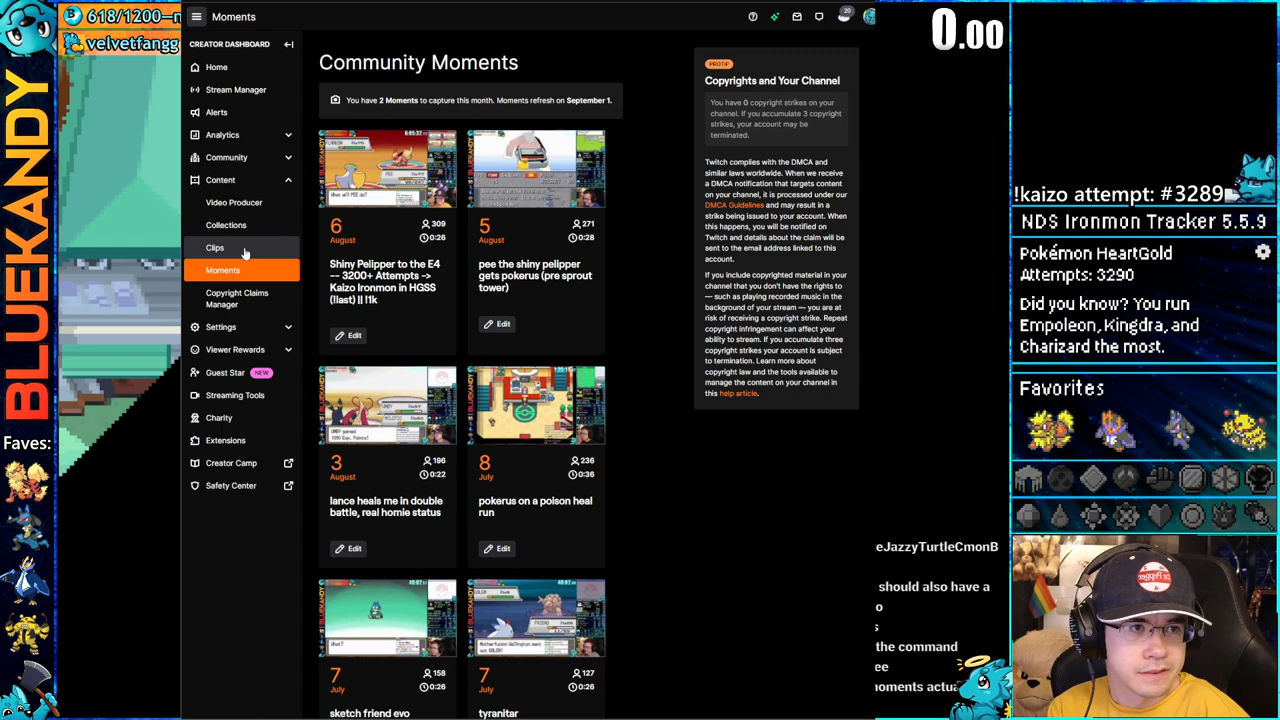 618/1200
velvetfangg
BLUEKANDY
Faves:
Moments
20
CREATOR DASHBOARD
Home
Stream Manager
Alerts
Analytics
Community
Content
Video Producer
Collections
Clips
Moments
Copyright Claims
Manager
Settings
Viewer Rewards
Guest Star NEW
Streaming Tools
Charity
Extensions
Creator Camp
Safety Center
Community Moments
You have 2 Moments to capture this month. Moments refresh on September 1.
6
August
309
0:26
Shiny Pelipper to the E4
-- 3200+ Attempts ->
Kaizo Ironmon in HGSS
(!last) || !1k
Edit
5
August
271
0:28
pee the shiny pelipper
gets pokerus (pre sprout
tower)
Edit
3
August
196
0:22
lance heals me in double
battle, real homie status
Edit
8
July
236
0:36
pokerus on a poison heal
run
Edit
7
July
158
0:26
sketch friend evo
7
July
127
0:26
tyranitar
PROTIP
Copyrights and Your Channel
You have 0 copyright strikes on your
channel. If you accumulate 3 copyright
strikes, your account may be
terminated.
Twitch complies with the DMCA and
similar laws worldwide. When we receive
a DMCA notification that targets content
on your channel, it is processed under our
DMCA Guidelines and may result in a
strike being issued to your account. When
this happens, you will be notified on
Twitch and details about the claim will be
sent to the email address linked to this
account.
If you include copyrighted material in your
channel that you don't have the rights to
— such as playing recorded music in the
background of your stream — you are at
risk of receiving a copyright strike. Repeat
copyright infringement can affect your
ability to stream. If you accumulate three
copyright strikes your account is subject
to termination. Learn more about
copyright law and the tools available to
manage the content on your channel in
this help article.
0.00
!kaizo attempt: #3289
NDS Ironmon Tracker 5.5.9
Pokémon HeartGold
Attempts: 3290
Did you know? You run
Empoleon, Kingdra, and
Charizard the most.
Favorites
eJazzyTurtleCmonB
should also have a
o
s
the command
ee
moments actua